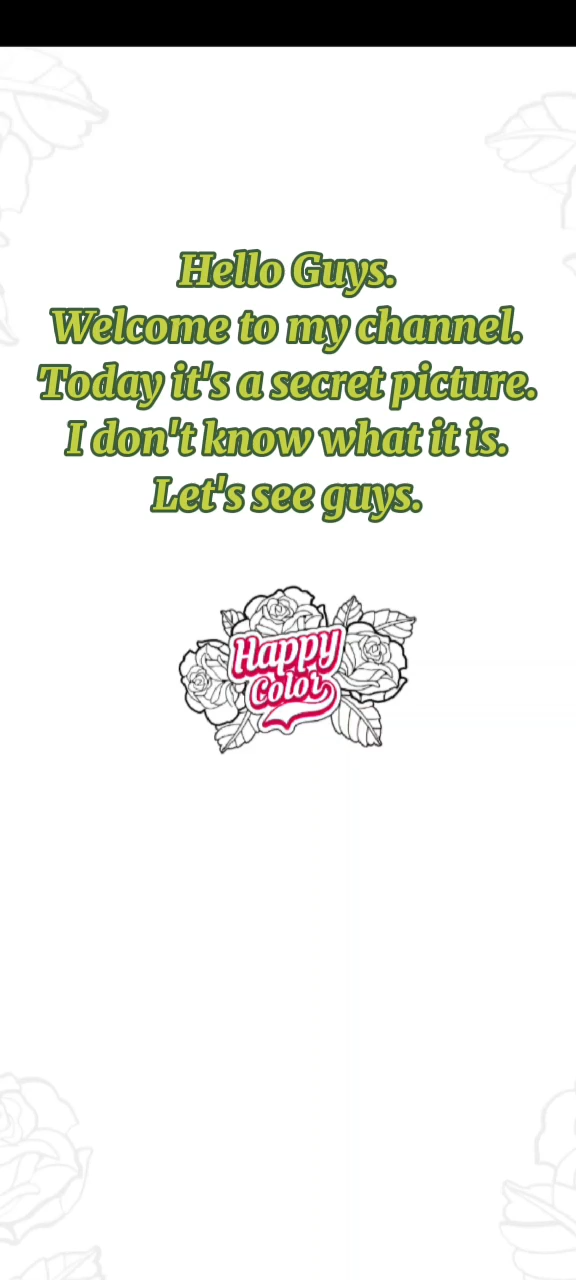 Hello Guys.
Welcome to my channel.
Today it's a secret picture.
I don't know what it is.
Let's see guys.
Happy
Color